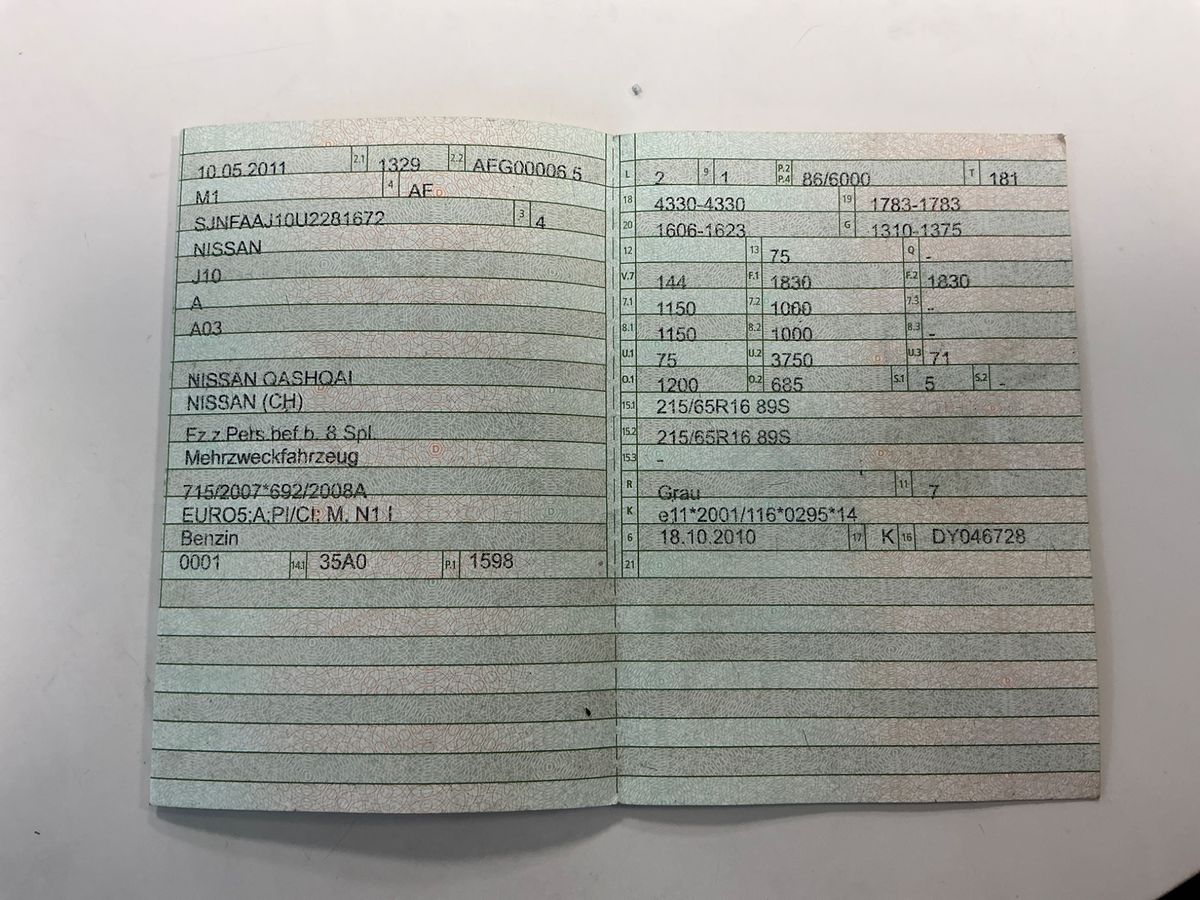 10.05.2011 2.1 1329 2.2 AFG00006 5
M1 4 AF
SJNFAAJ10U2281672 3 4
NISSAN
J10
A
A03
NISSAN QASHQAI
NISSAN (CH)
Fz.z.Pers.bef.b. 8 Spl.
Mehrzweckfahrzeug
715/2007*692/2008A
EURO5;A;PI/CI; M, N1 I
Benzin
0001 14.1 35A0 P.1 1598
L 2 9 1 P.2 P.4 86/6000 T 181
18 4330-4330 19 1783-1783
20 1606-1623 G 1310-1375
12 13 75 Q -
V.7 144 F.1 1830 F.2 1830
7.1 1150 7.2 1000 7.3 -
8.1 1150 8.2 1000 8.3 -
U.1 75 U.2 3750 U.3 71
O.1 1200 O.2 685 S.1 5 S.2 -
15.1 215/65R16 89S
15.2 215/65R16 89S
15.3 -
R Grau 11 7
K e11*2001/116*0295*14
6 18.10.2010 17 K 16 DY046728
21